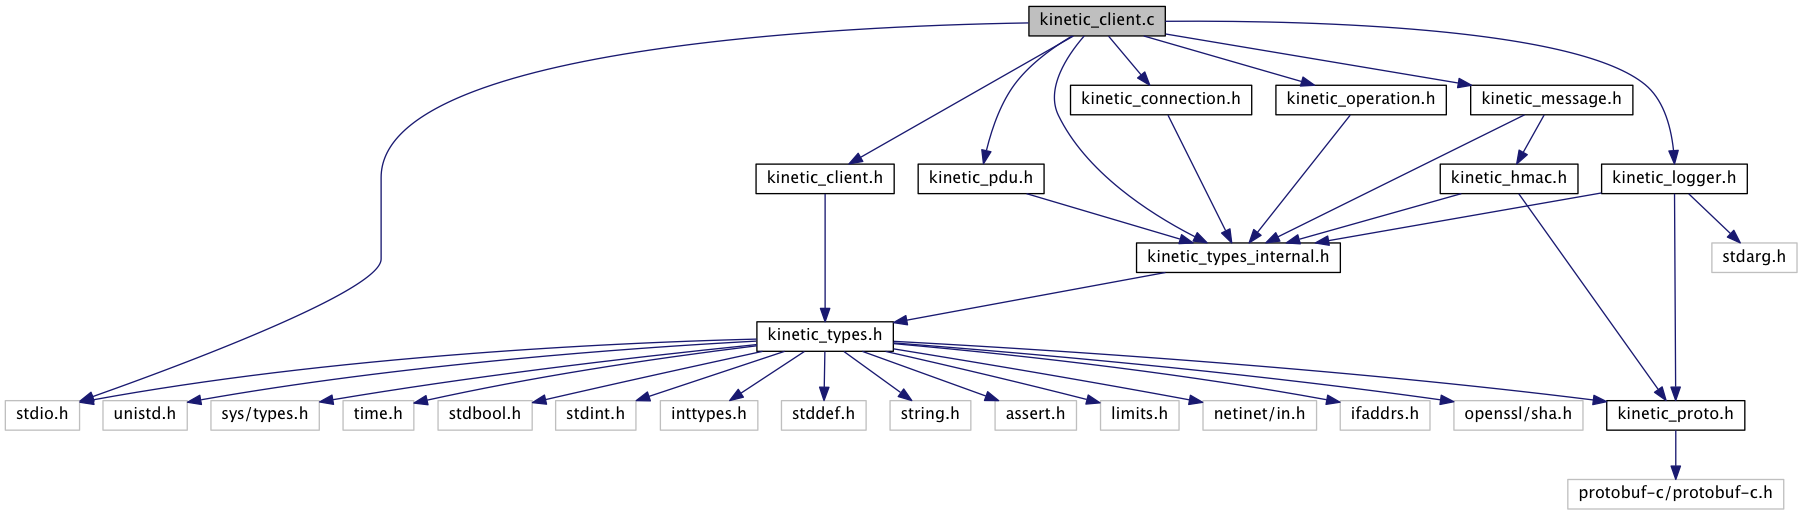 kinetic_client.c
kinetic_connection.h
kinetic_operation.h
kinetic_message.h
kinetic_client.h
kinetic_pdu.h
kinetic_hmac.h
kinetic_logger.h
kinetic_types_internal.h
stdarg.h
kinetic_types.h
stdio.h
unistd.h
sys/types.h
time.h
stdbool.h
stdint.h
inttypes.h
stddef.h
string.h
assert.h
limits.h
netinet/in.h
ifaddrs.h
openssl/sha.h
kinetic_proto.h
protobuf-c/protobuf-c.h